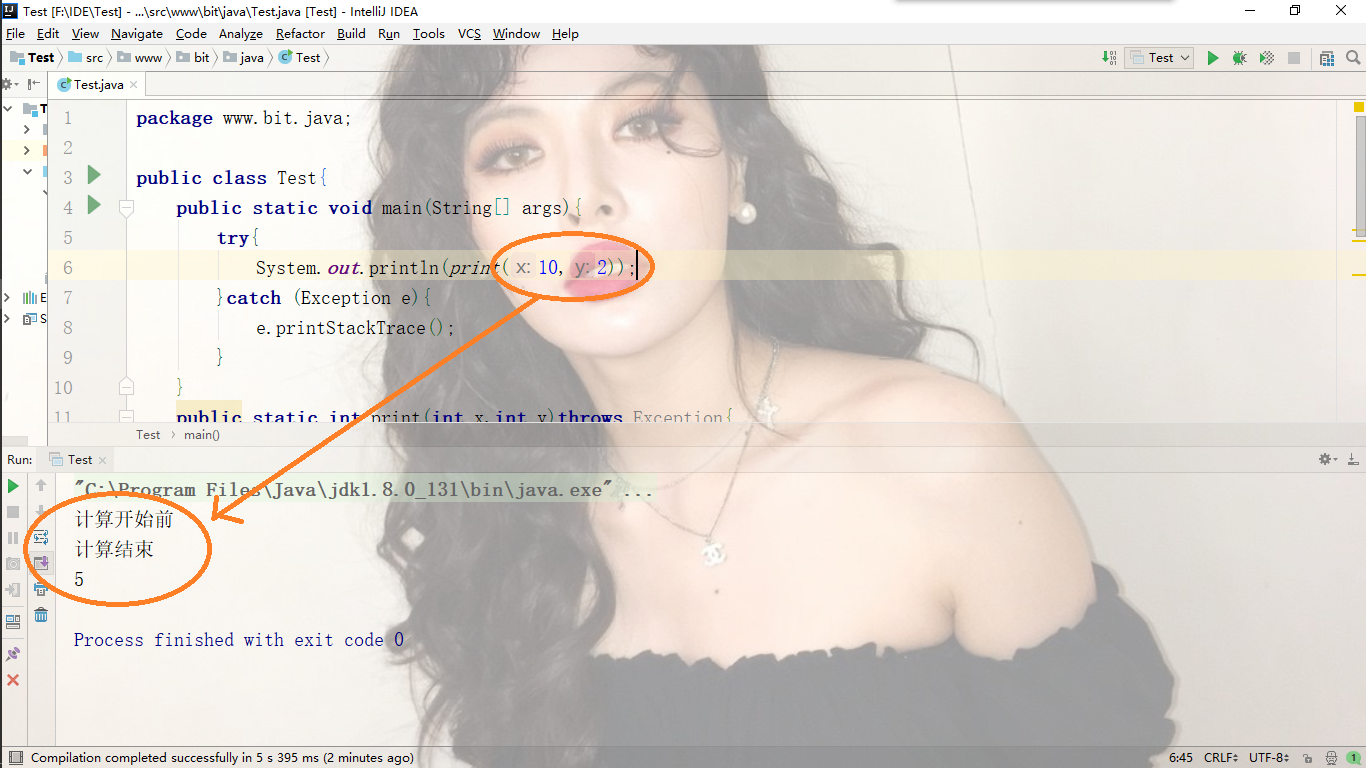 Test [F:\IDE\Test] - ...\src\www\bit\java\Test.java [Test] - IntelliJ IDEA
File Edit View Navigate Code Analyze Refactor Build Run Tools VCS Window Help
Test src www bit java Test Test
Test.java
1 package www.bit.java;
2
3 public class Test{
4 public static void main(String[] args){
5 try{
6 System.out.println(print( x: 10, y: 2));
7 }catch (Exception e){
8 e.printStackTrace();
9 }
10 }
11 public static int print(int x,int y)throws Exception{
Test main()
Run: Test
"C:\Program Files\Java\jdk1.8.0_131\bin\java.exe" ...
计算开始前
计算结束
5
Process finished with exit code 0
Compilation completed successfully in 5 s 395 ms (2 minutes ago) 6:45 CRLF UTF-8 1